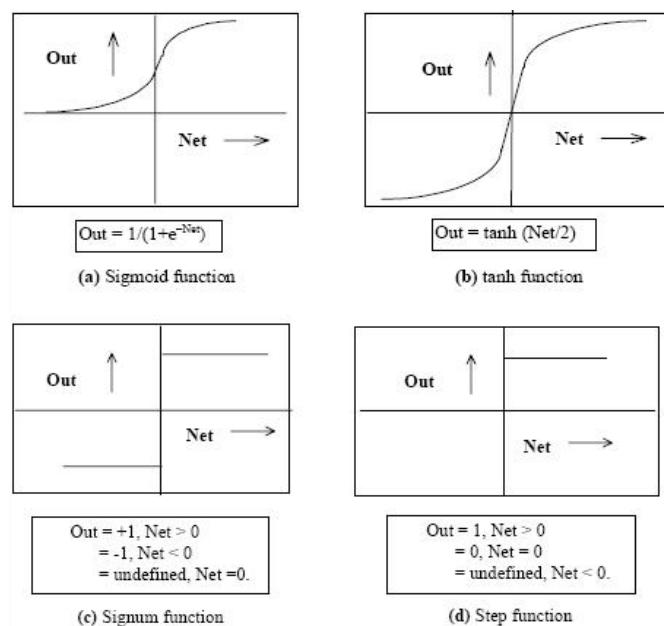 Out
Net
Out = 1/(1+e^–Net)
(a) Sigmoid function
Out
Net
Out = tanh (Net/2)
(b) tanh function
Out
Net
Out = +1, Net > 0
= -1, Net < 0
= undefined, Net =0.
(c) Signum function
Out
Net
Out = 1, Net > 0
= 0, Net = 0
= undefined, Net < 0.
(d) Step function